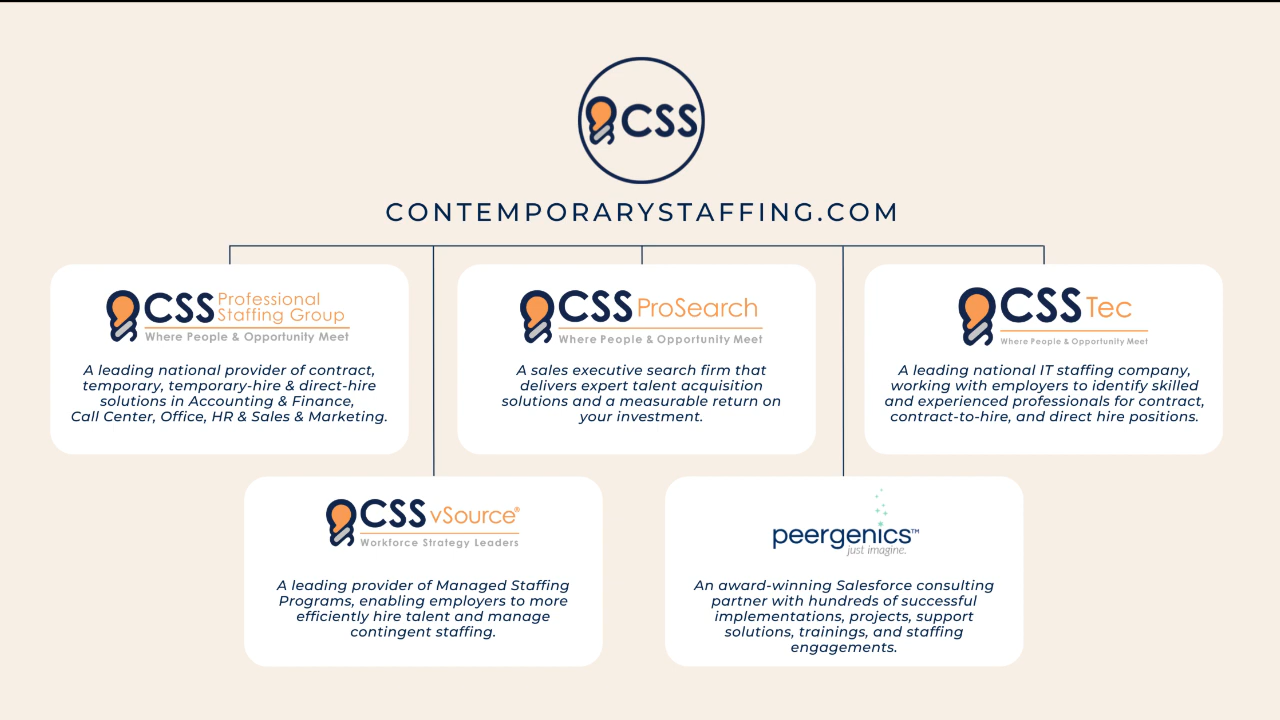 CSS
CONTEMPORARYSTAFFING.COM
CSS Professional Staffing Group
Where People & Opportunity Meet
A leading national provider of contract,
temporary, temporary-hire & direct-hire
solutions in Accounting & Finance,
Call Center, Office, HR & Sales & Marketing.
CSS ProSearch
Where People & Opportunity Meet
A sales executive search firm that
delivers expert talent acquisition
solutions and a measurable return on
your investment.
CSS Tec
Where People & Opportunity Meet
A leading national IT staffing company,
working with employers to identify skilled
and experienced professionals for contract,
contract-to-hire, and direct hire positions.
CSS vSource®
Workforce Strategy Leaders
A leading provider of Managed Staffing
Programs, enabling employers to more
efficiently hire talent and manage
contingent staffing.
peergenics™
just imagine.
An award-winning Salesforce consulting
partner with hundreds of successful
implementations, projects, support
solutions, trainings, and staffing
engagements.